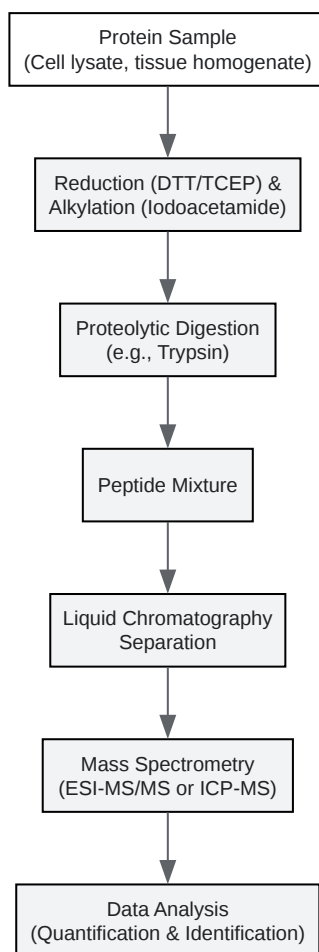 Protein Sample
(Cell lysate, tissue homogenate)
Reduction (DTT/TCEP) &
Alkylation (Iodoacetamide)
Proteolytic Digestion
(e.g., Trypsin)
Peptide Mixture
Liquid Chromatography
Separation
Mass Spectrometry
(ESI-MS/MS or ICP-MS)
Data Analysis
(Quantification & Identification)